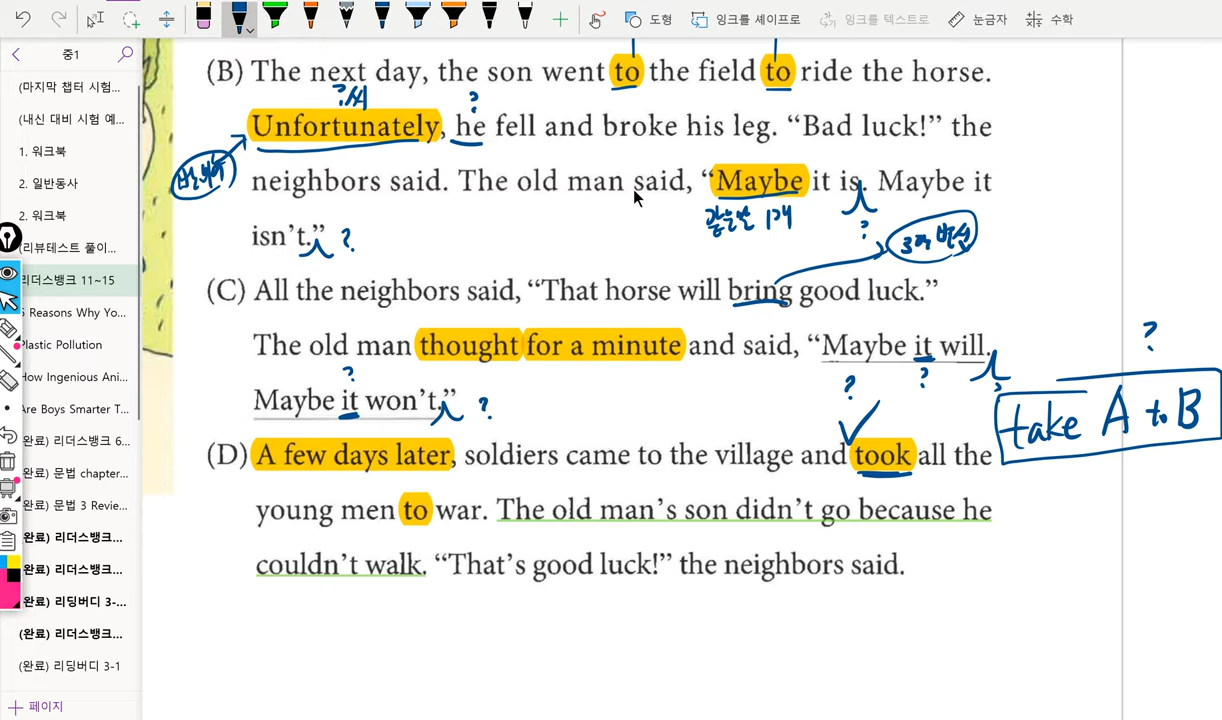 도형
잉크를 셰이프로
잉크를 텍스트로
눈금자
수학
중1
(마지막 챕터 시험...
(내신 대비 시험 예...
1. 워크북
2. 일반동사
2. 워크북
(리뷰테스트 풀이...
리더스뱅크 11~15
6 Reasons Why Yo...
Plastic Pollution
How Ingenious Ani...
Are Boys Smarter T...
(완료) 리더스뱅크 6...
(완료) 문법 chapter...
(완료) 문법 3 Revie...
(완료) 리더스뱅크...
(완료) 리더스뱅크...
(완료) 리딩버디 3-...
(완료) 리더스뱅크...
(완료) 리딩버디 3-1
페이지
(B) The next day, the son went to the field to ride the horse.
?
Unfortunately, he fell and broke his leg. “Bad luck!” the
neighbors said. The old man said, “Maybe it is. Maybe it
같은말 1개
?
isn’t.”
?
(C) All the neighbors said, “That horse will bring good luck.”
The old man thought for a minute and said, “Maybe it will.
?
?
?
?
?
Maybe it won’t.”
?
take A to B
(D) A few days later, soldiers came to the village and took all the
young men to war. The old man’s son didn’t go because he
couldn’t walk. “That’s good luck!” the neighbors said.